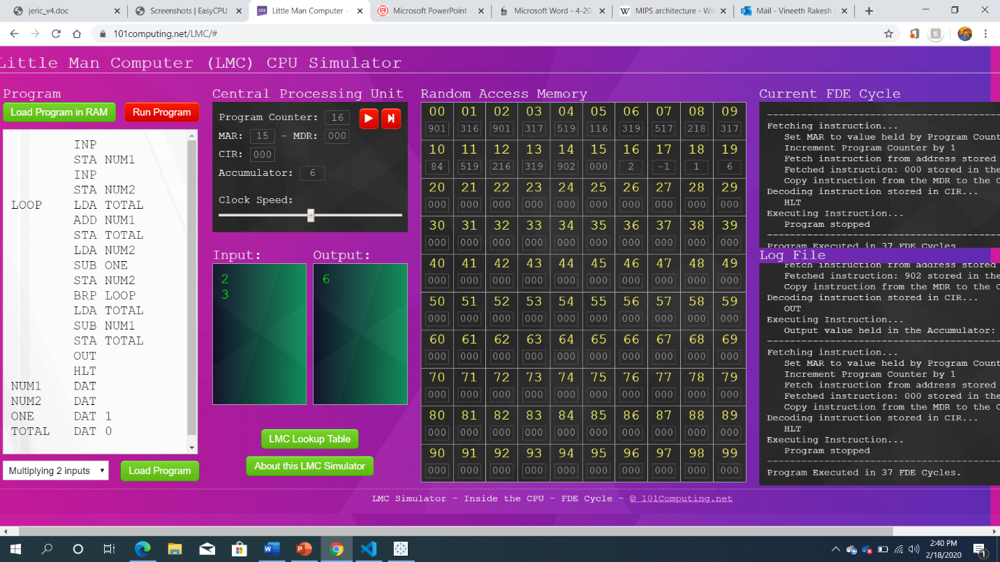 jeric_v4.doc
Screenshots | EasyCPU
Little Man Computer -
Microsoft PowerPoint -
Microsoft Word - 4-20
MIPS architecture - Wi
Mail - Vineeth Rakesh
101computing.net/LMC/#
Little Man Computer (LMC) CPU Simulator
Program
Load Program in RAM Run Program
INP
STA NUM1
INP
STA NUM2
LOOP LDA TOTAL
ADD NUM1
STA TOTAL
LDA NUM2
SUB ONE
STA NUM2
BRP LOOP
LDA TOTAL
SUB NUM1
STA TOTAL
OUT
HLT
NUM1 DAT
NUM2 DAT
ONE DAT 1
TOTAL DAT 0
Multiplying 2 inputs Load Program
Central Processing Unit
Program Counter: 16
MAR: 15 - MDR: 000
CIR: 000
Accumulator: 6
Clock Speed:
Input: Output:
2 6
3
LMC Lookup Table
About this LMC Simulator
Random Access Memory
00 01 02 03 04 05 06 07 08 09
901 316 901 317 519 116 319 517 218 317
10 11 12 13 14 15 16 17 18 19
84 519 216 319 902 000 2 -1 1 6
20 21 22 23 24 25 26 27 28 29
000 000 000 000 000 000 000 000 000 000
30 31 32 33 34 35 36 37 38 39
000 000 000 000 000 000 000 000 000 000
40 41 42 43 44 45 46 47 48 49
000 000 000 000 000 000 000 000 000 000
50 51 52 53 54 55 56 57 58 59
000 000 000 000 000 000 000 000 000 000
60 61 62 63 64 65 66 67 68 69
000 000 000 000 000 000 000 000 000 000
70 71 72 73 74 75 76 77 78 79
000 000 000 000 000 000 000 000 000 000
80 81 82 83 84 85 86 87 88 89
000 000 000 000 000 000 000 000 000 000
90 91 92 93 94 95 96 97 98 99
000 000 000 000 000 000 000 000 000 000
Current FDE Cycle
Fetching instruction...
Set MAR to value held by Program Count
Increment Program Counter by 1
Fetch instruction from address stored
Fetched instruction: 000 stored in the
Copy instruction from the MDR to the C
Decoding instruction stored in CIR...
HLT
Executing Instruction...
Program stopped
Program Executed in 37 FDE Cycles
Log File
Fetch instruction from address stored
Fetched instruction: 902 stored in the
Copy instruction from the MDR to the C
Decoding instruction stored in CIR...
OUT
Executing Instruction...
Output value held in the Accumulator:
Fetching instruction...
Set MAR to value held by Program Count
Increment Program Counter by 1
Fetch instruction from address stored
Fetched instruction: 000 stored in the
Copy instruction from the MDR to the C
Decoding instruction stored in CIR...
HLT
Executing Instruction...
Program stopped
Program Executed in 37 FDE Cycles.
LMC Simulator - Inside the CPU - FDE Cycle - © 101Computing.net
2:40 PM
2/18/2020
1